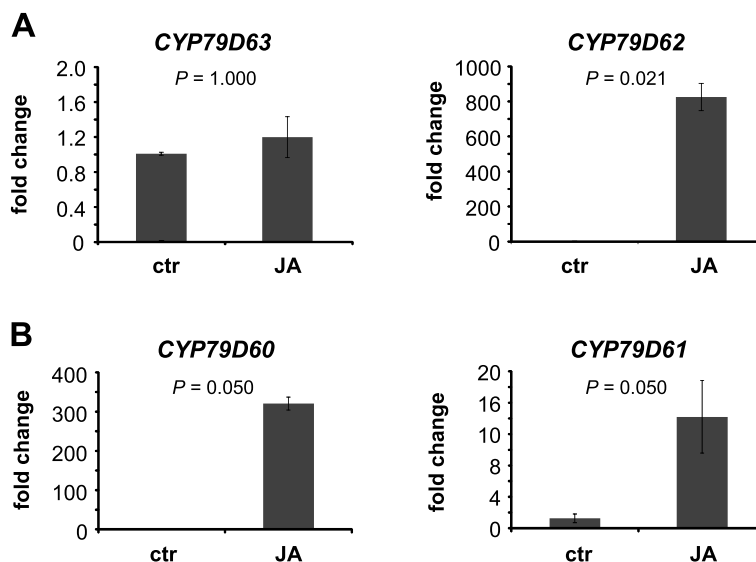 A
CYP79D63
CYP79D62
P = 1.000
P = 0.021
fold change
2.0
1.6
1.2
0.8
0.4
0
ctr
JA
fold change
1000
800
600
400
200
0
ctr
JA
B
CYP79D60
CYP79D61
P = 0.050
P = 0.050
fold change
400
300
200
100
0
ctr
JA
fold change
20
16
10
8
4
0
ctr
JA